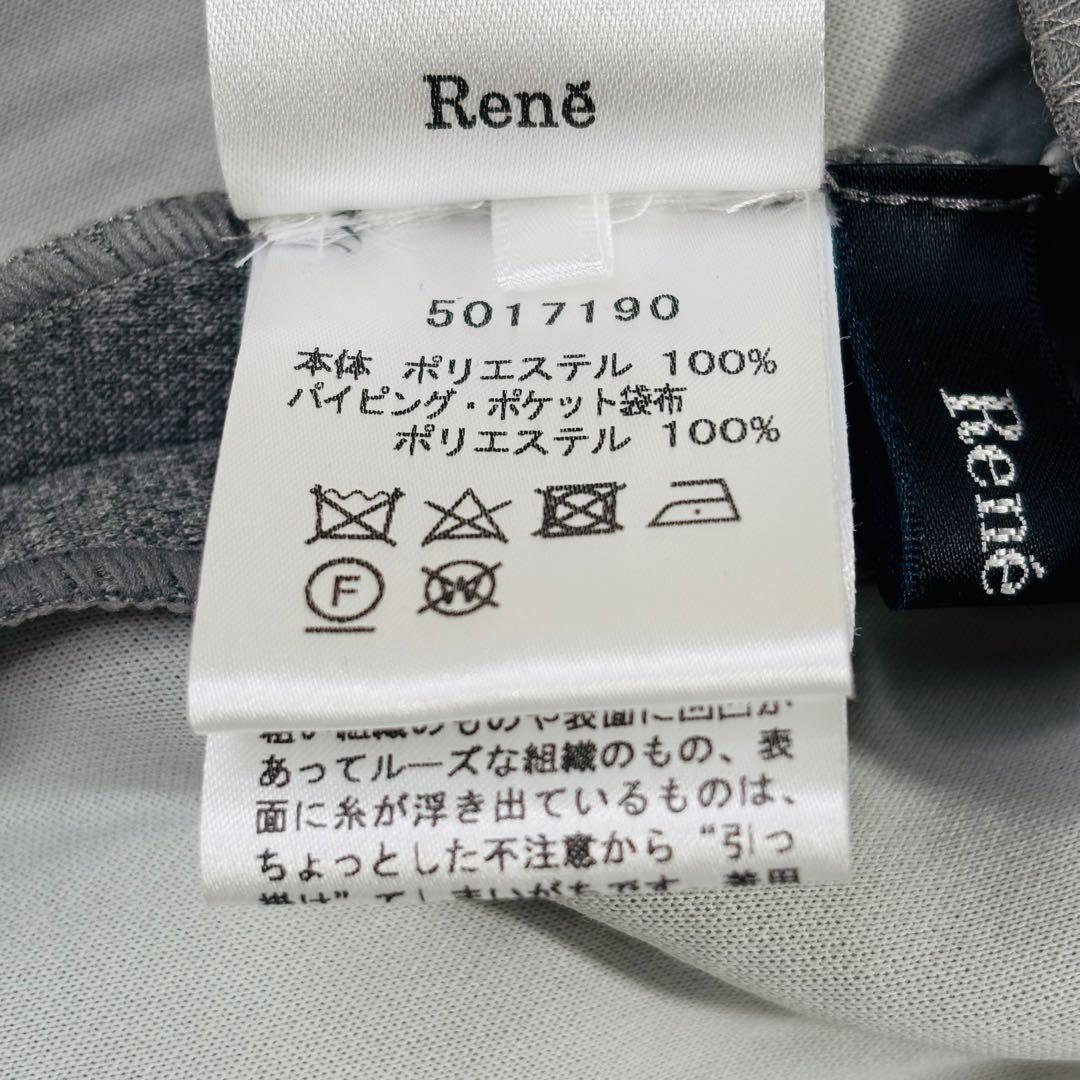 René
5017190
本体 ポリエステル 100%
パイピング・ポケット袋布
ポリエステル 100%
F
W
René
あってルーズな組織のもの、表
面に糸が浮き出ているものは、
ちょっとした不注意から“引っ